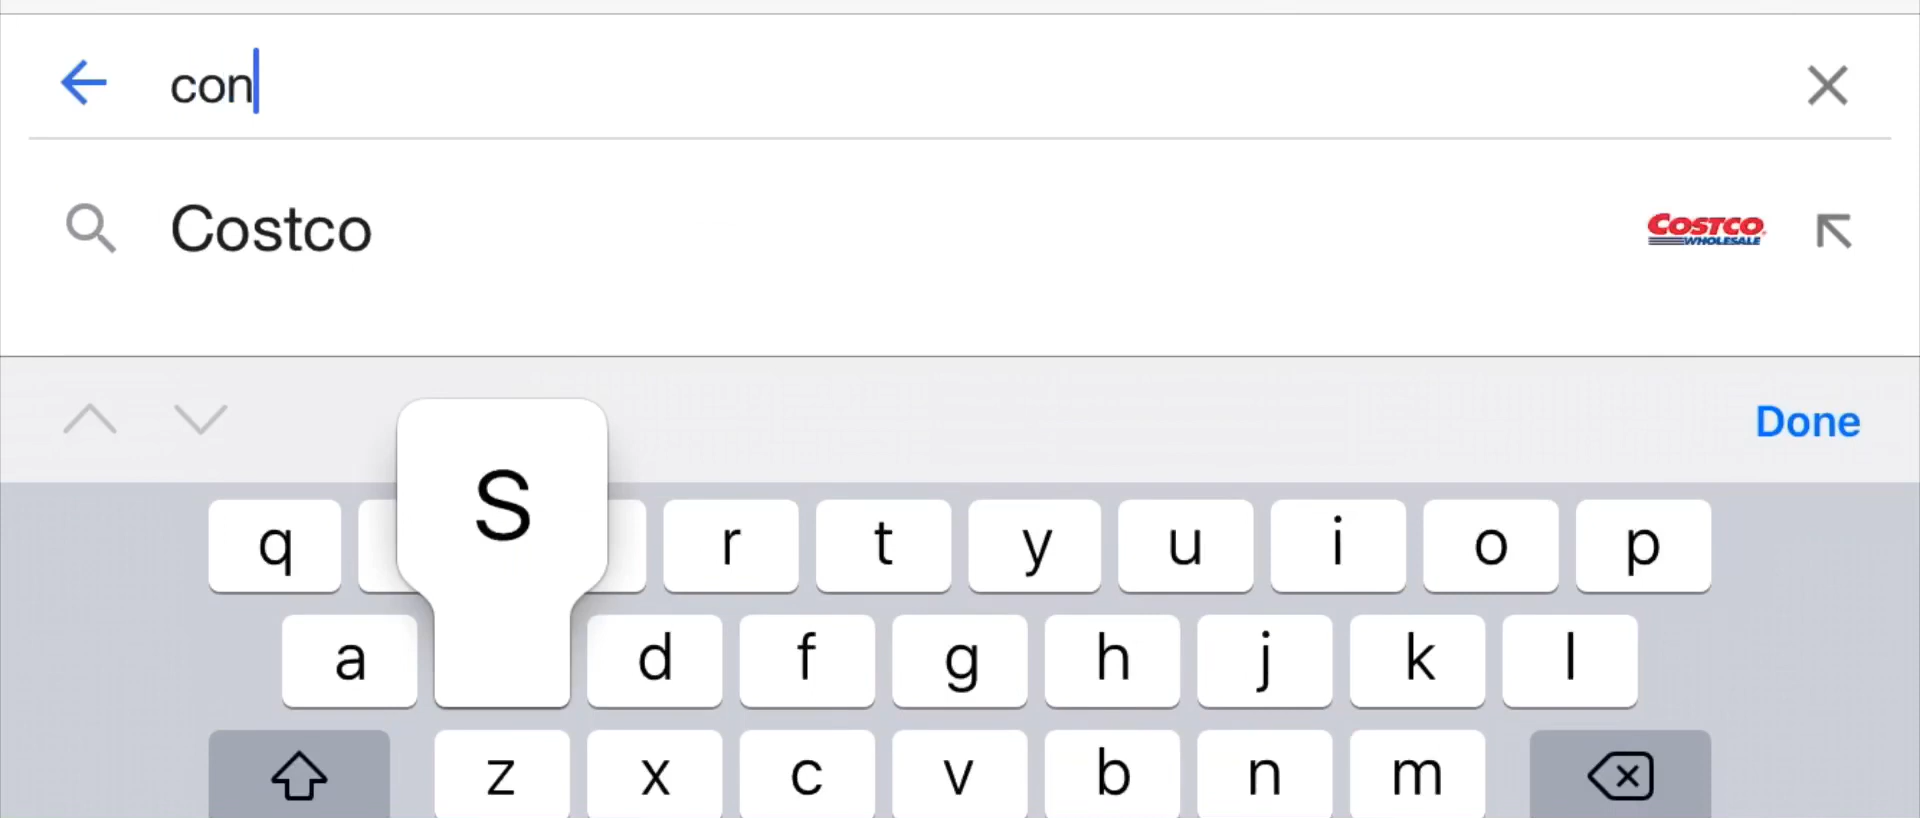 con
Costco
COSTCO
WHOLESALE
Done
S
q r t y u i o p
a d f g h j k l
z x c v b n m